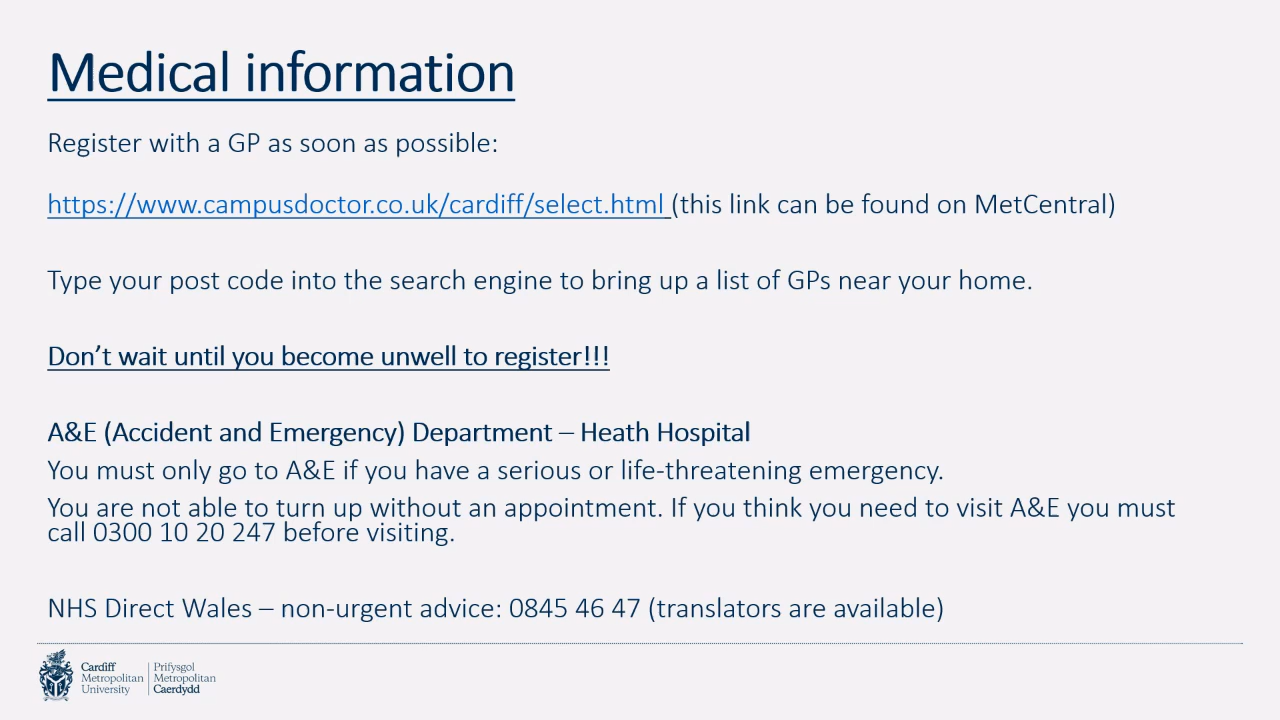 Medical information
Register with a GP as soon as possible:
https://www.campusdoctor.co.uk/cardiff/select.html (this link can be found on MetCentral)
Type your post code into the search engine to bring up a list of GPs near your home.
Don’t wait until you become unwell to register!!!
A&E (Accident and Emergency) Department – Heath Hospital
You must only go to A&E if you have a serious or life-threatening emergency.
You are not able to turn up without an appointment. If you think you need to visit A&E you must
call 0300 10 20 247 before visiting.
NHS Direct Wales – non-urgent advice: 0845 46 47 (translators are available)
Cardiff
Metropolitan
University
Prifysgol
Metropolitan
Caerdydd